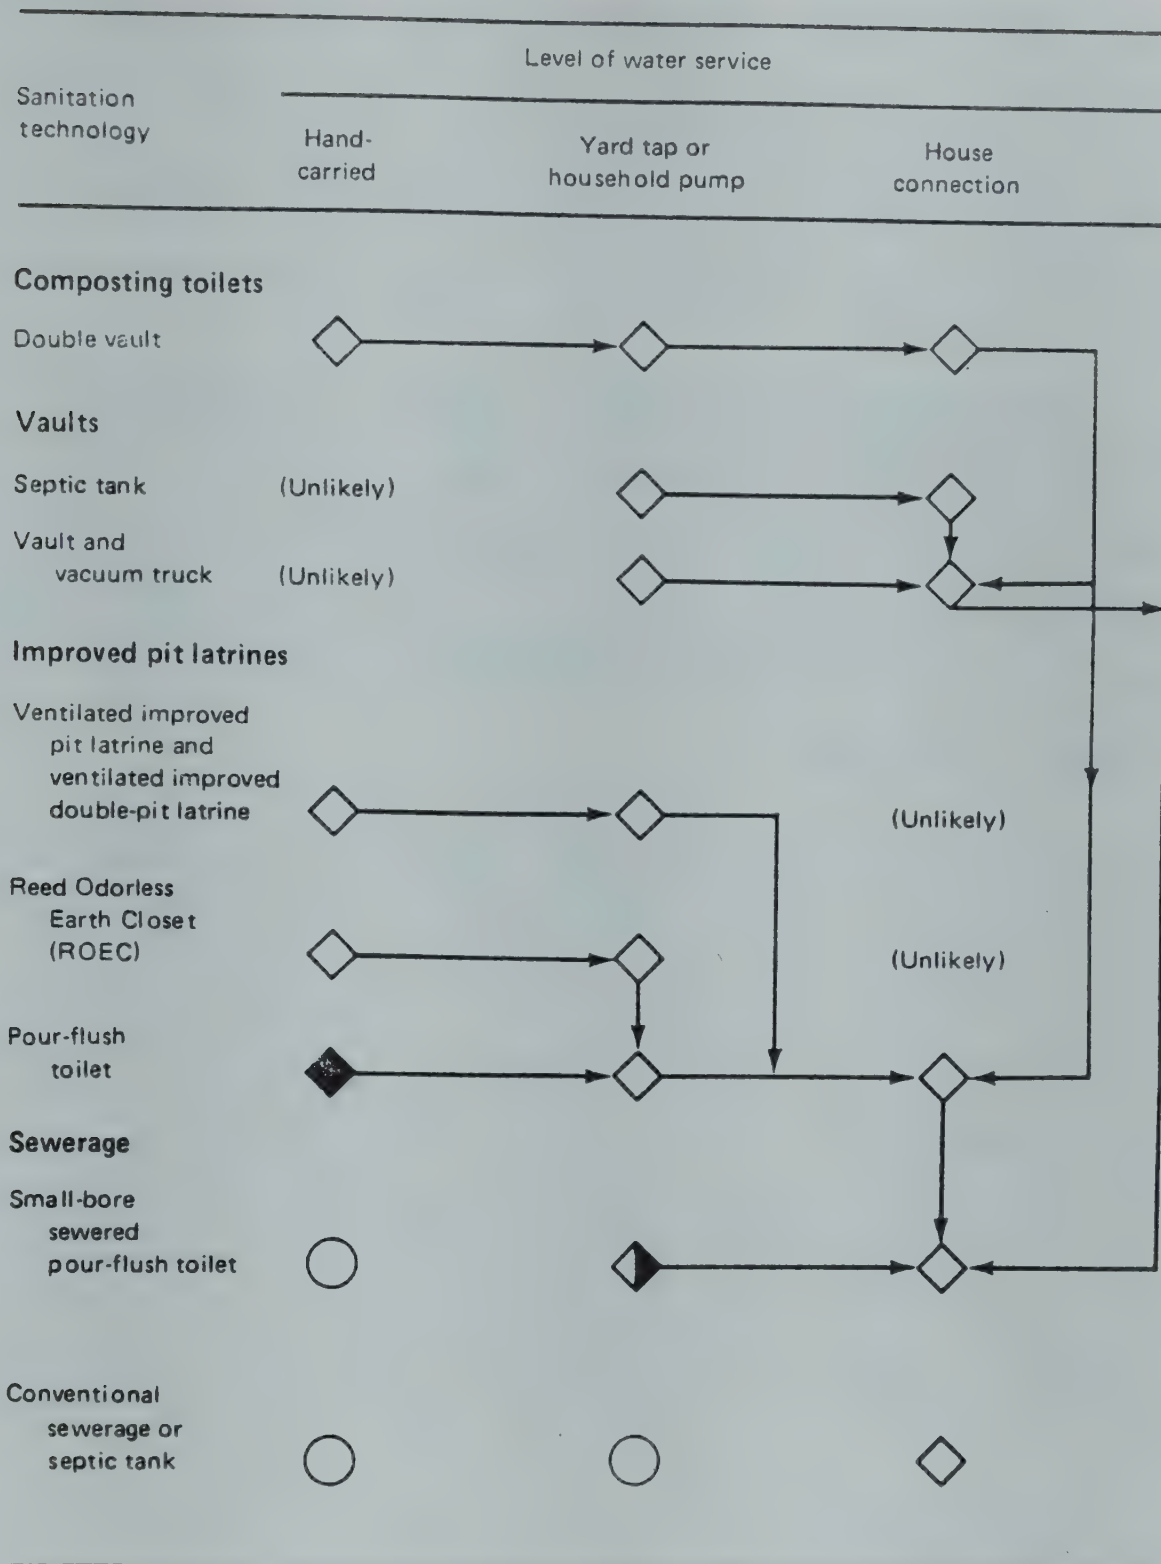 Level of water service
Sanitation
technology
Hand-
carried
Yard tap or
household pump
House
connection
Composting toilets
Double vault
Vaults
Septic tank (Unlikely)
Vault and
vacuum truck (Unlikely)
Improved pit latrines
Ventilated improved
pit latrine and
ventilated improved
double-pit latrine (Unlikely)
Reed Odorless
Earth Closet
(ROEC) (Unlikely)
Pour-flush
toilet
Sewerage
Small-bore
sewered
pour-flush toilet
Conventional
sewerage or
septic tank